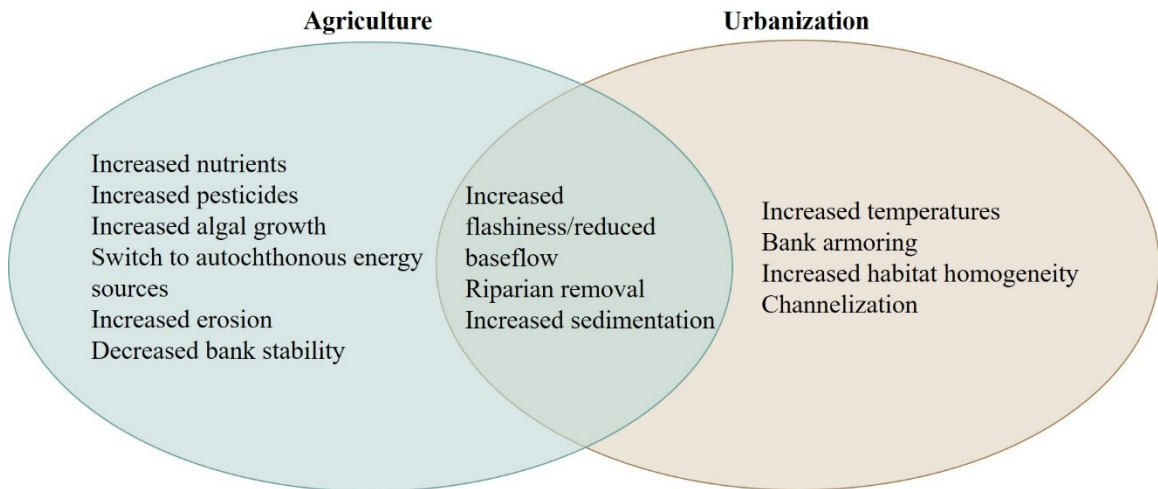 Agriculture
Urbanization
Increased nutrients
Increased pesticides
Increased algal growth
Switch to autochthonous energy
sources
Increased erosion
Decreased bank stability
Increased
flashiness/reduced
baseflow
Riparian removal
Increased sedimentation
Increased temperatures
Bank armoring
Increased habitat homogeneity
Channelization